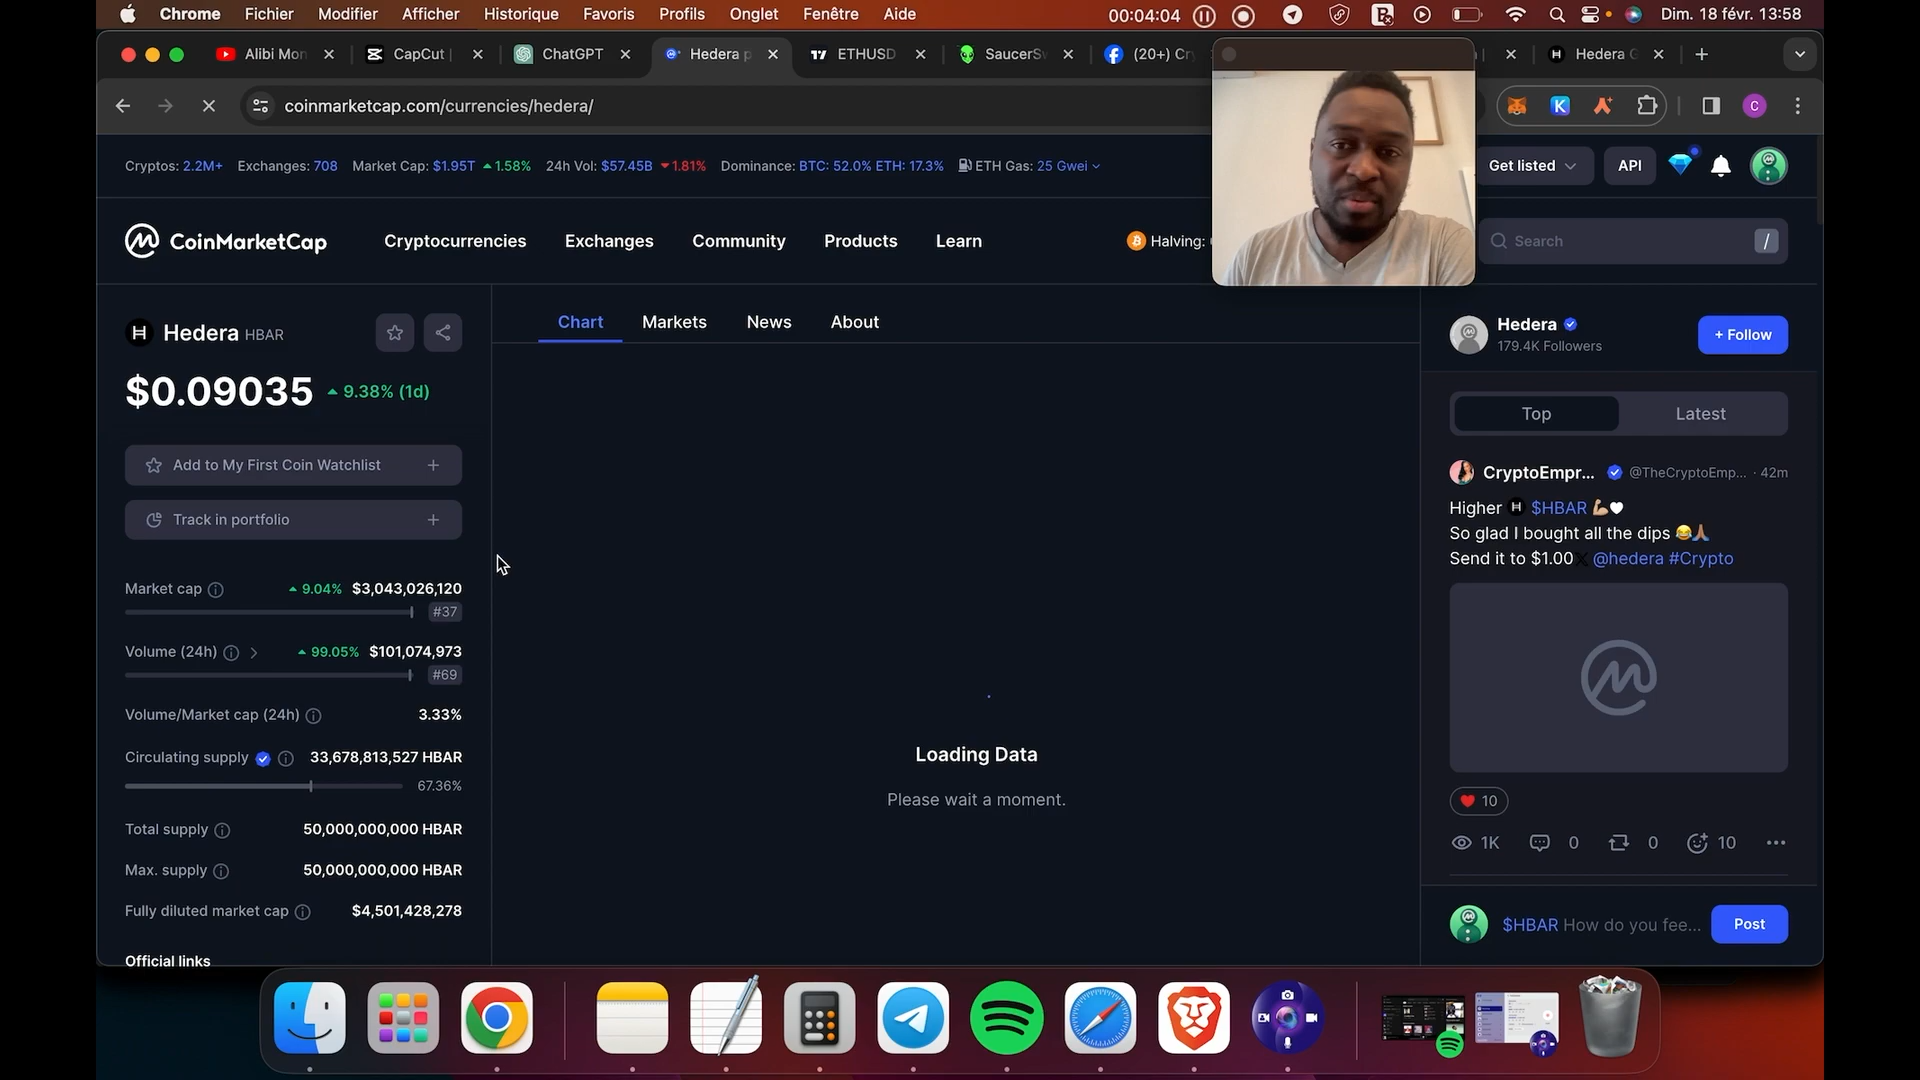 Chrome Fichier Modifier Afficher Historique Favoris Profils Onglet Fenêtre Aide 00:04:04 Dim. 18 févr. 13:58
Alibi Mon CapCut | ChatGPT Hedera p ETHUSD SaucerSw (20+) Cry Hedera G
coinmarketcap.com/currencies/hedera/
Cryptos: 2.2M+ Exchanges: 708 Market Cap: $1.95T 1.58% 24h Vol: $57.45B 1.81% Dominance: BTC: 52.0% ETH: 17.3% ETH Gas: 25 Gwei Get listed API
CoinMarketCap Cryptocurrencies Exchanges Community Products Learn Halving: Search /
Hedera HBAR
$0.09035 9.38% (1d)
Add to My First Coin Watchlist +
Track in portfolio +
Market cap 9.04% $3,043,026,120
#37
Volume (24h) 99.05% $101,074,973
#69
Volume/Market cap (24h) 3.33%
Circulating supply 33,678,813,527 HBAR
67.36%
Total supply 50,000,000,000 HBAR
Max. supply 50,000,000,000 HBAR
Fully diluted market cap $4,501,428,278
Official links
Chart Markets News About
Loading Data
Please wait a moment.
Hedera
179.4K Followers
+ Follow
Top Latest
CryptoEmpr... @TheCryptoEmp... · 42m
Higher $HBAR 💪🏽🤍
So glad I bought all the dips 😂🙏🏽
Send it to $1.00 @hedera #Crypto
10
1K 0 0 10
$HBAR How do you fee... Post